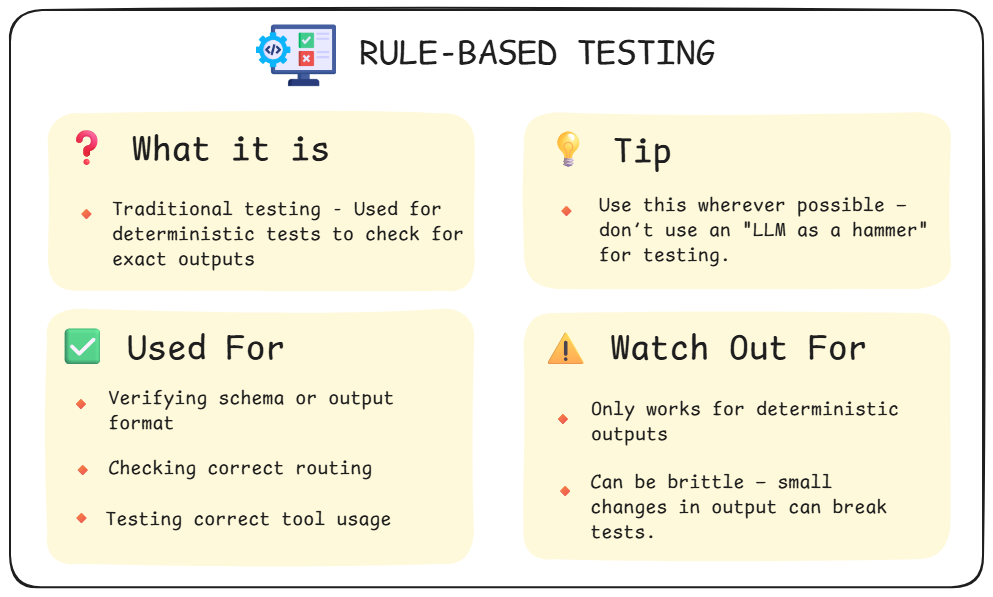 RULE-BASED TESTING
What it is
Traditional testing - Used for
deterministic tests to check for
exact outputs
Tip
Use this wherever possible –
don’t use an "LLM as a hammer"
for testing.
Used For
Verifying schema or output
format
Checking correct routing
Testing correct tool usage
Watch Out For
Only works for deterministic
outputs
Can be brittle – small
changes in output can break
tests.